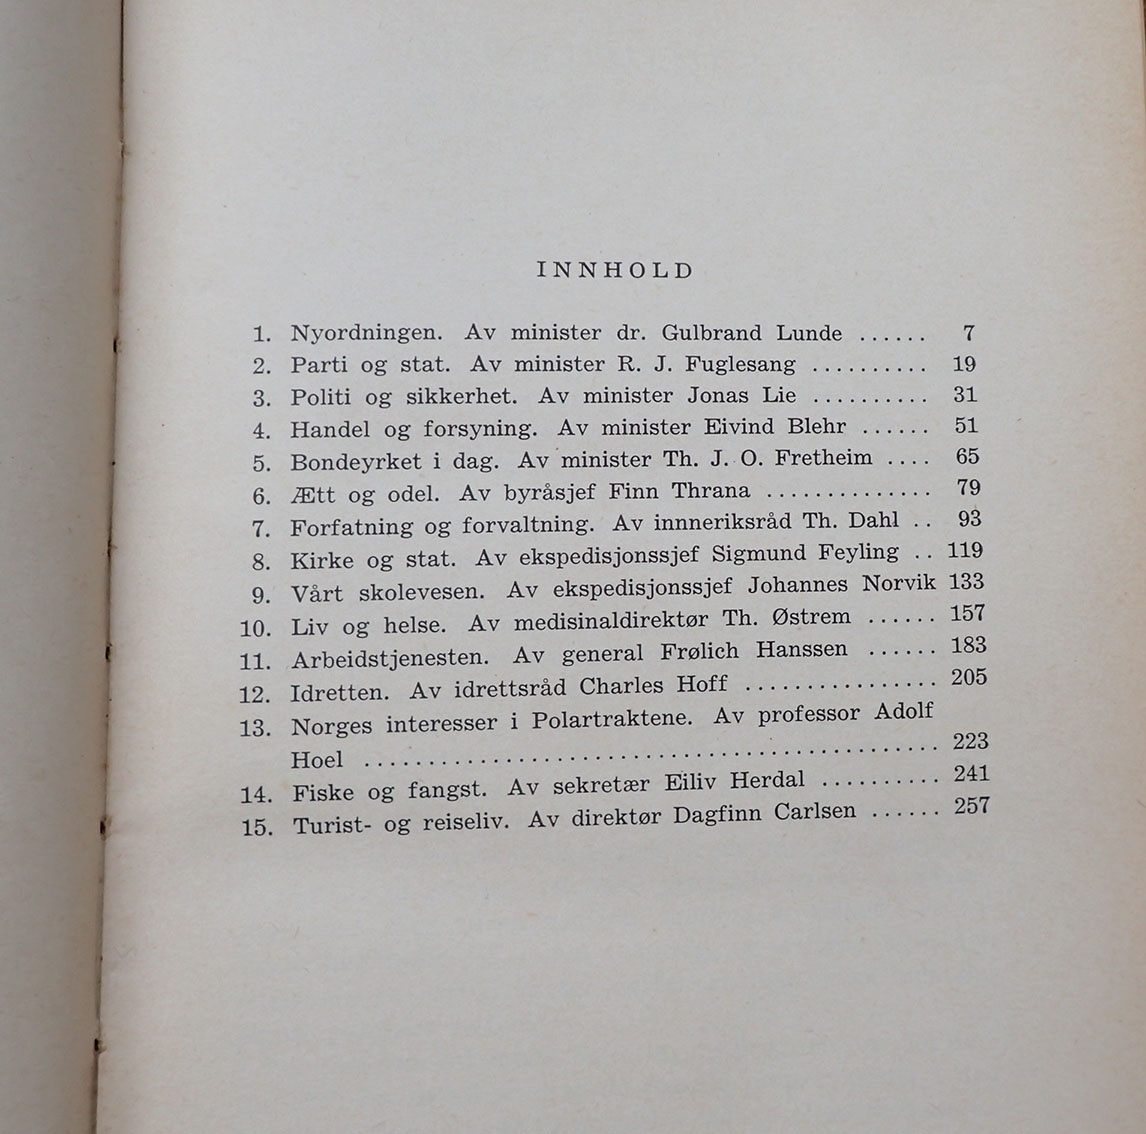 INNHOLD
1. Nyordningen. Av minister dr. Gulbrand Lunde ...... 7
2. Parti og stat. Av minister R. J. Fuglesang .......... 19
3. Politi og sikkerhet. Av minister Jonas Lie .......... 31
4. Handel og forsyning. Av minister Eivind Blehr ...... 51
5. Bondeyrket i dag. Av minister Th. J. O. Fretheim .... 65
6. Ætt og odel. Av byråsjef Finn Thrana .............. 79
7. Forfatning og forvaltning. Av innneriksråd Th. Dahl .. 93
8. Kirke og stat. Av ekspedisjonssjef Sigmund Feyling .. 119
9. Vårt skolevesen. Av ekspedisjonssjef Johannes Norvik 133
10. Liv og helse. Av medisinaldirektør Th. Østrem ...... 157
11. Arbeidstjenesten. Av general Frølich Hanssen ...... 183
12. Idretten. Av idrettsråd Charles Hoff ................ 205
13. Norges interesser i Polartraktene. Av professor Adolf
Hoel ................................................ 223
14. Fiske og fangst. Av sekretær Eiliv Herdal .......... 241
15. Turist- og reiseliv. Av direktør Dagfinn Carlsen ...... 257